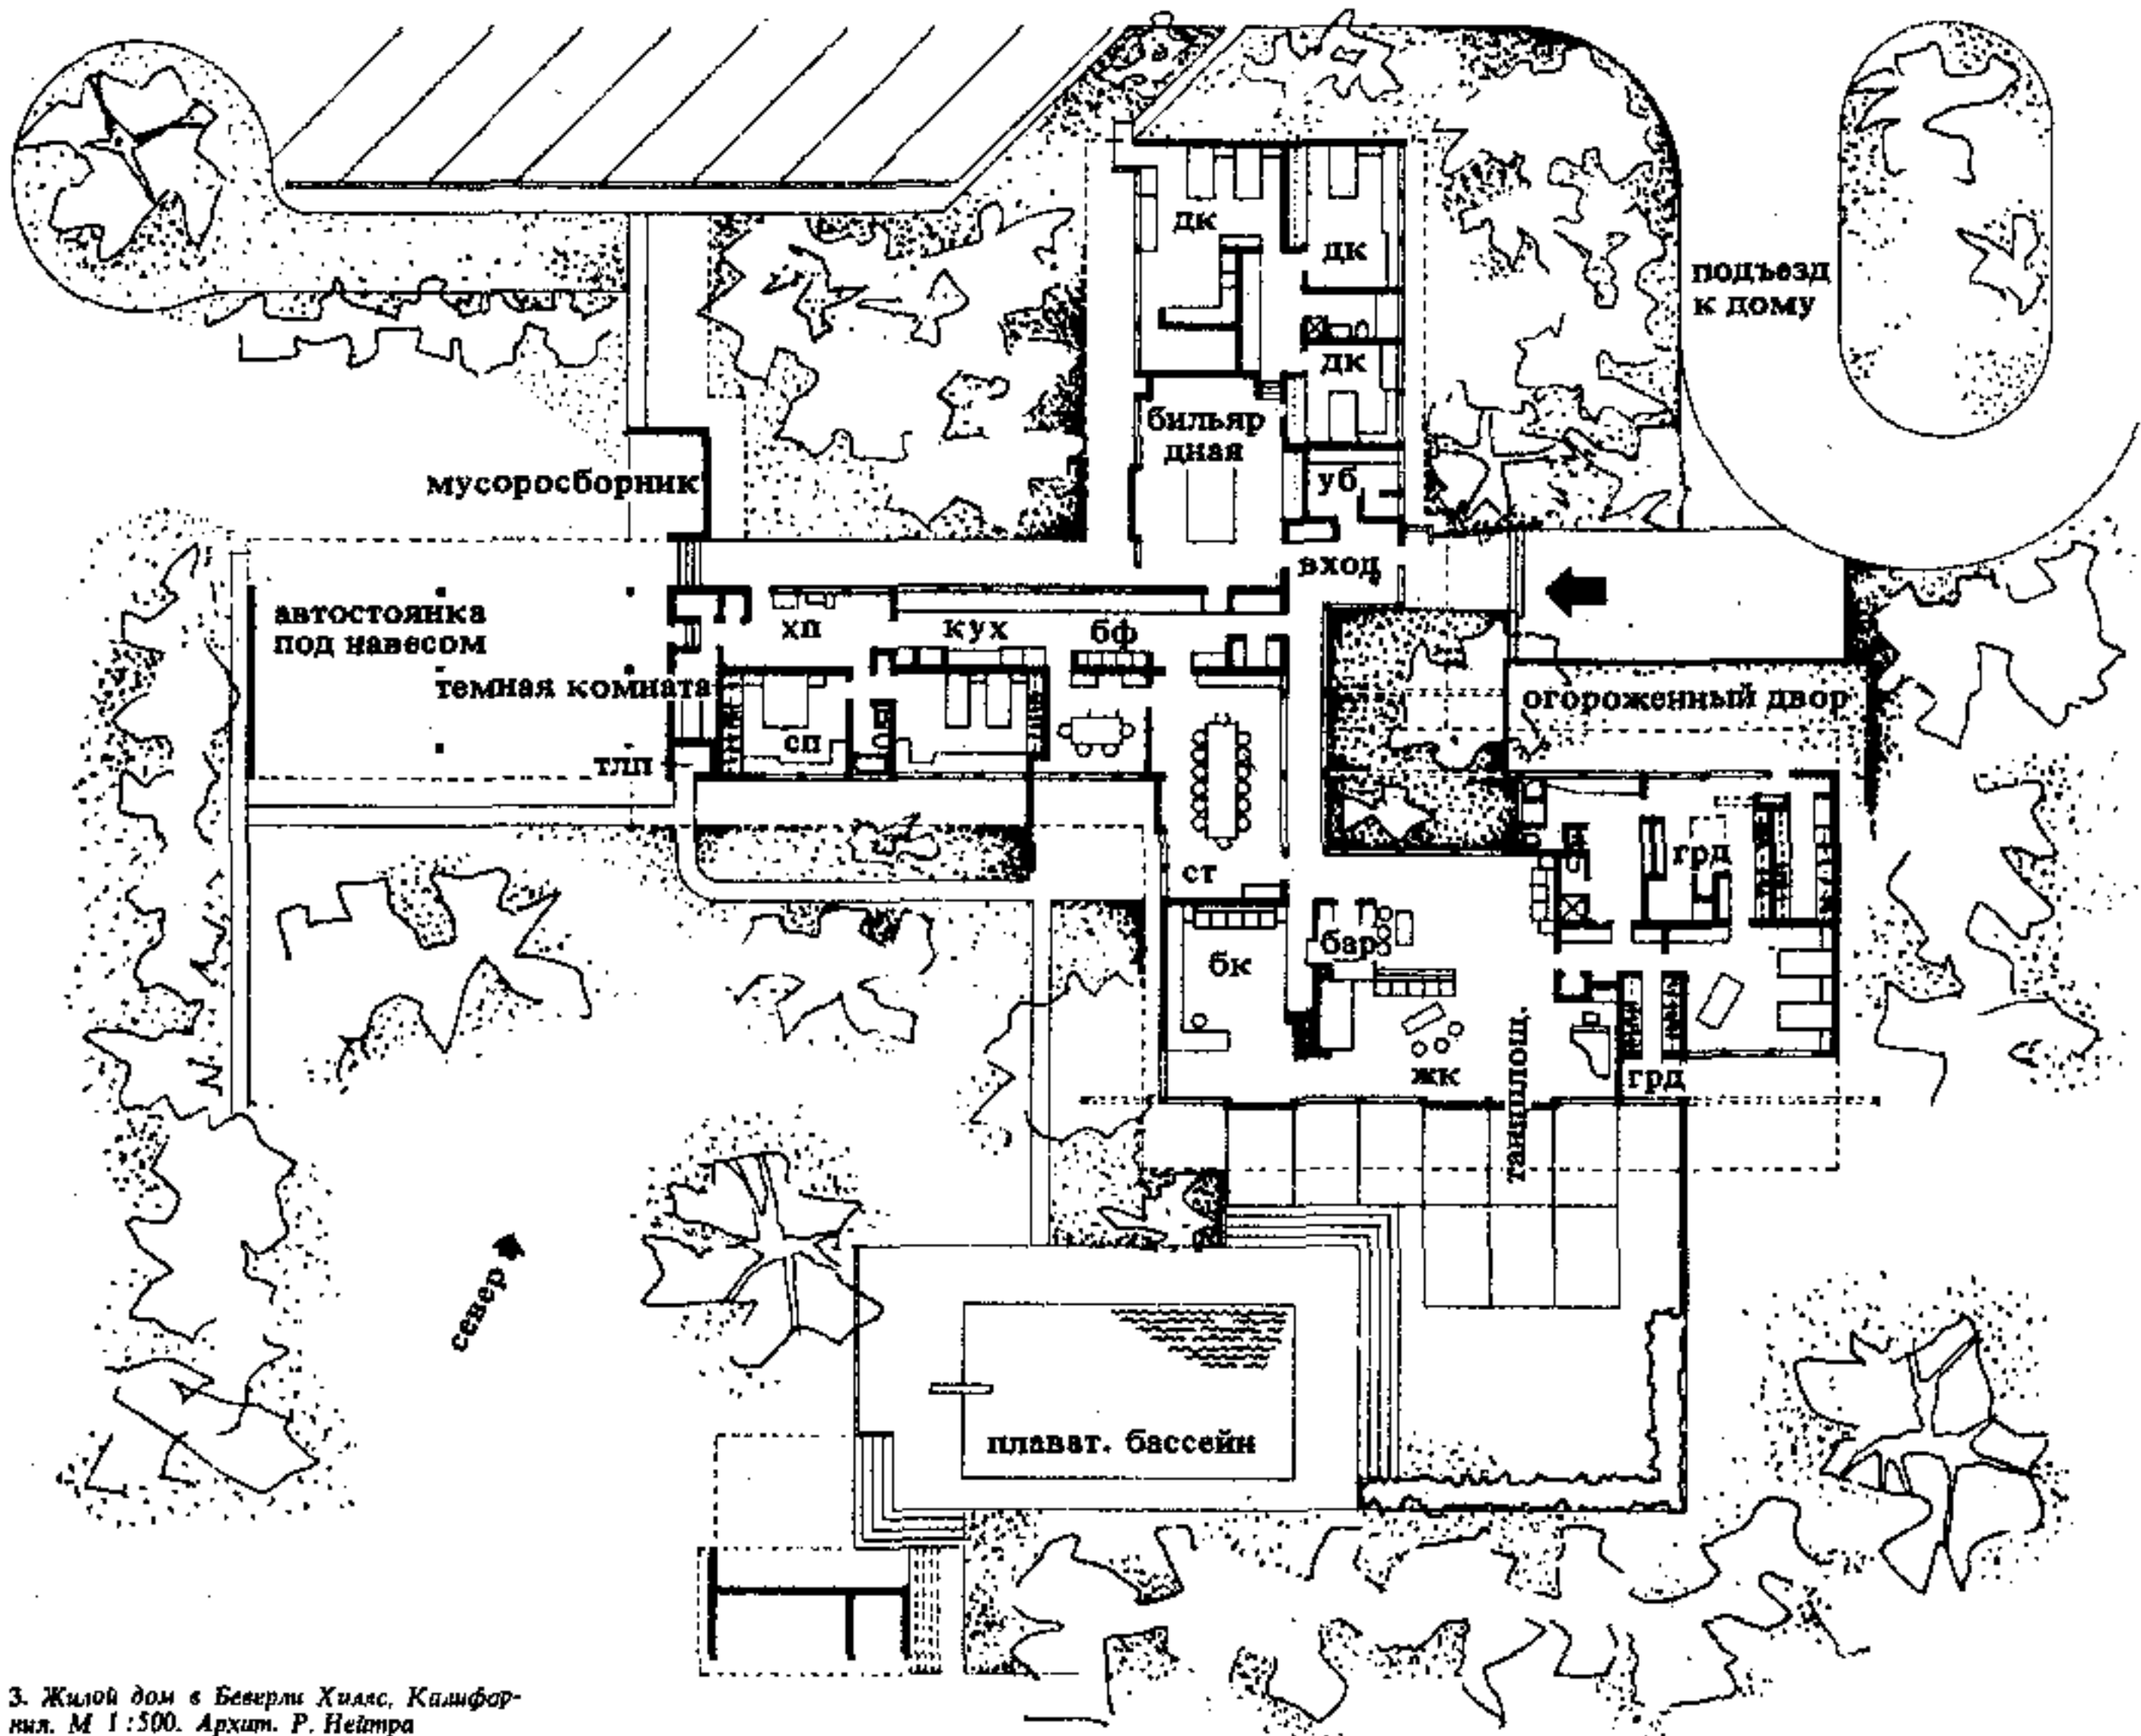 дк
дк
подъезд
к дому
дк
бильяр
дная
уб
мусоросборник
вход
автостоянка
под навесом
хп
кух
бф
темная комната
огороженный двор
сп
тлп
грд
ст
бар
бк
жк
грд
танцплощ.
север
плават. бассейн
3. Жилой дом в Беверли Хиллс, Калифор-
ния. М 1:500. Архит. Р. Нейтра